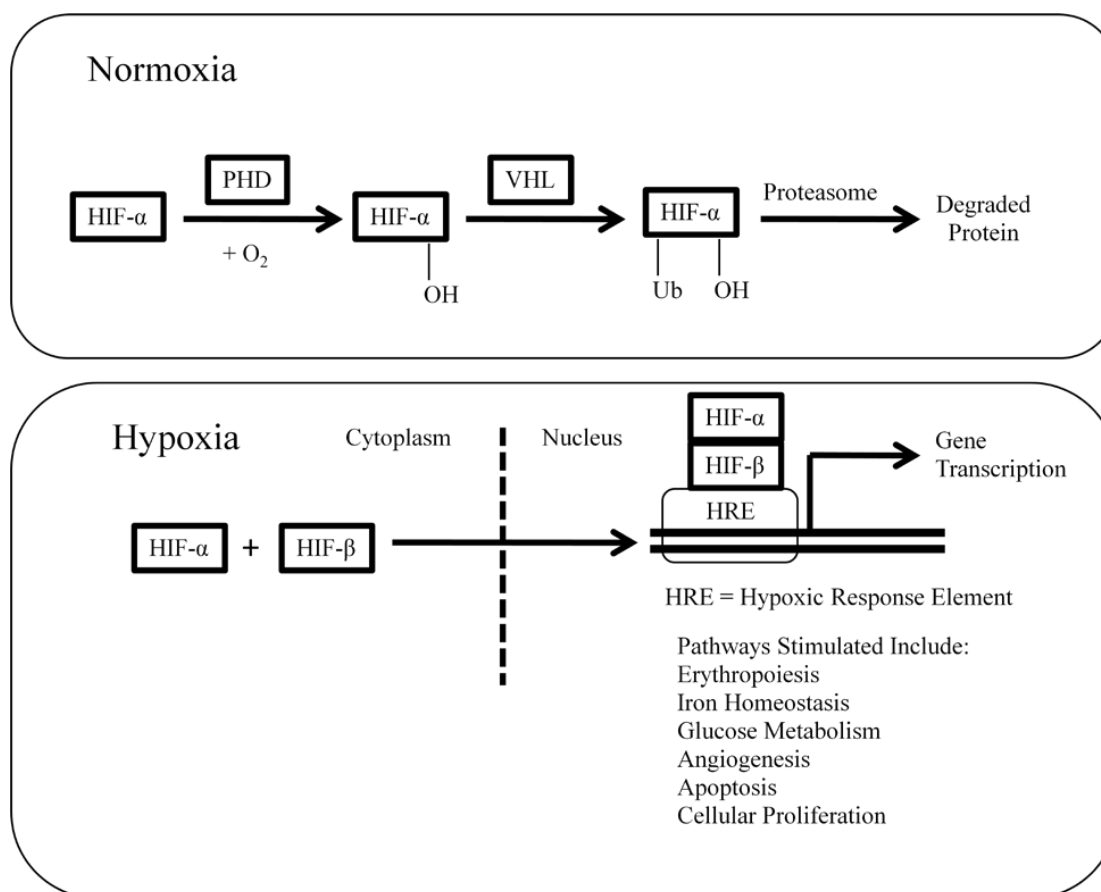 Normoxia
PHD
VHL
HIF-α
HIF-α
HIF-α
Proteasome
Degraded
Protein
+ O₂
OH
Ub
OH
Hypoxia
Cytoplasm
Nucleus
HIF-α
HIF-β
Gene
Transcription
HRE
HIF-α + HIF-β
HRE = Hypoxic Response Element
Pathways Stimulated Include:
Erythropoiesis
Iron Homeostasis
Glucose Metabolism
Angiogenesis
Apoptosis
Cellular Proliferation